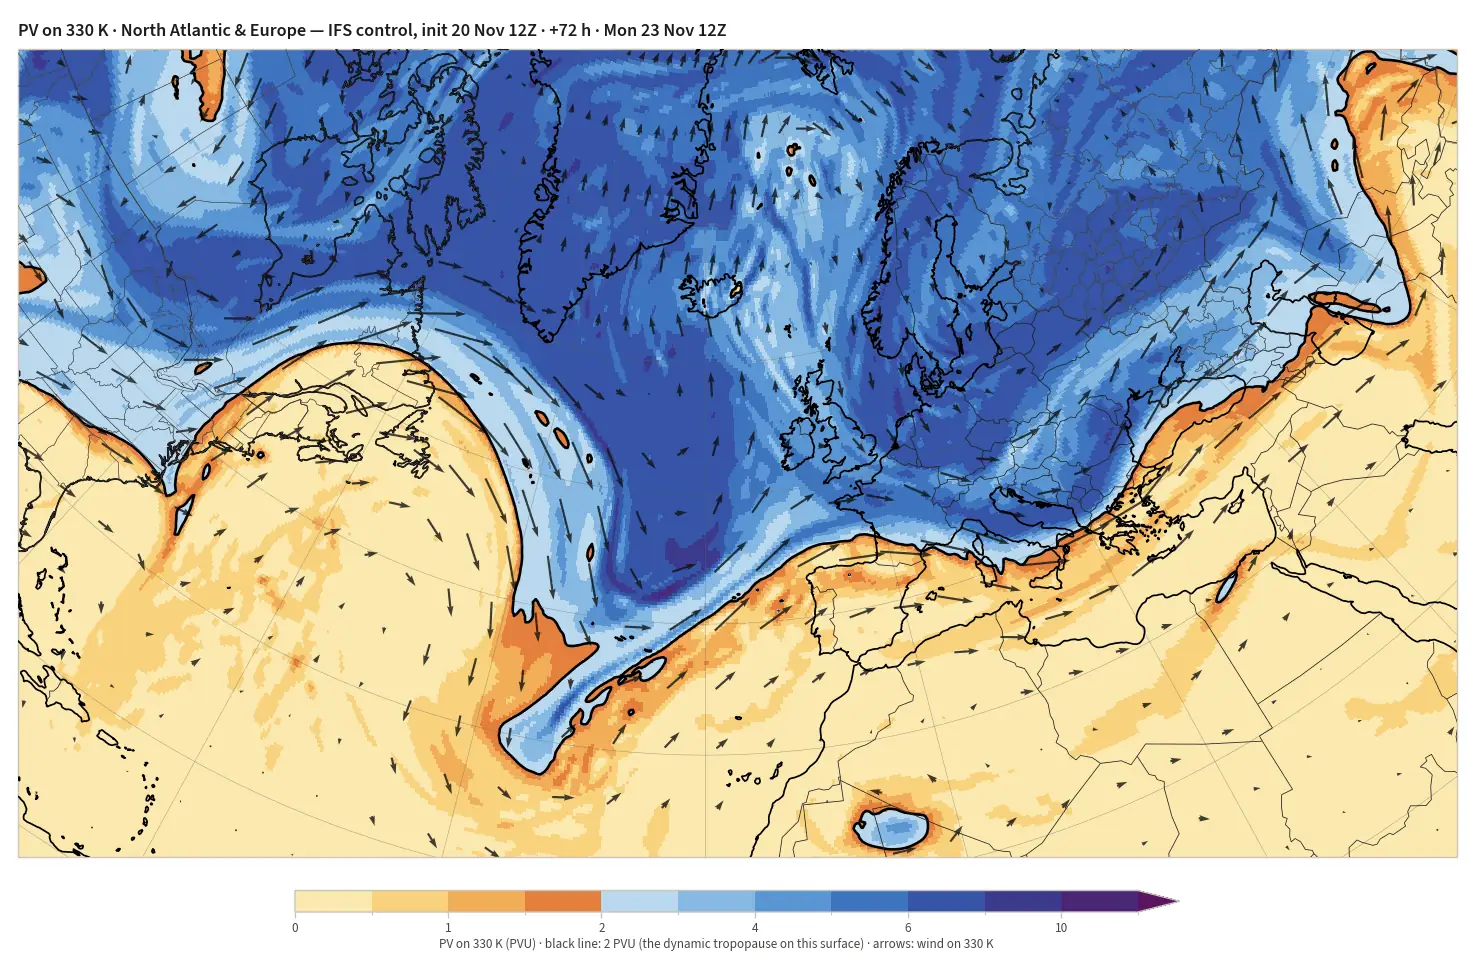 PV on 330 K · North Atlantic & Europe — IFS control, init 20 Nov 12Z · +72 h · Mon 23 Nov 12Z
0 1 2 4 6 10
PV on 330 K (PVU) · black line: 2 PVU (the dynamic tropopause on this surface) · arrows: wind on 330 K